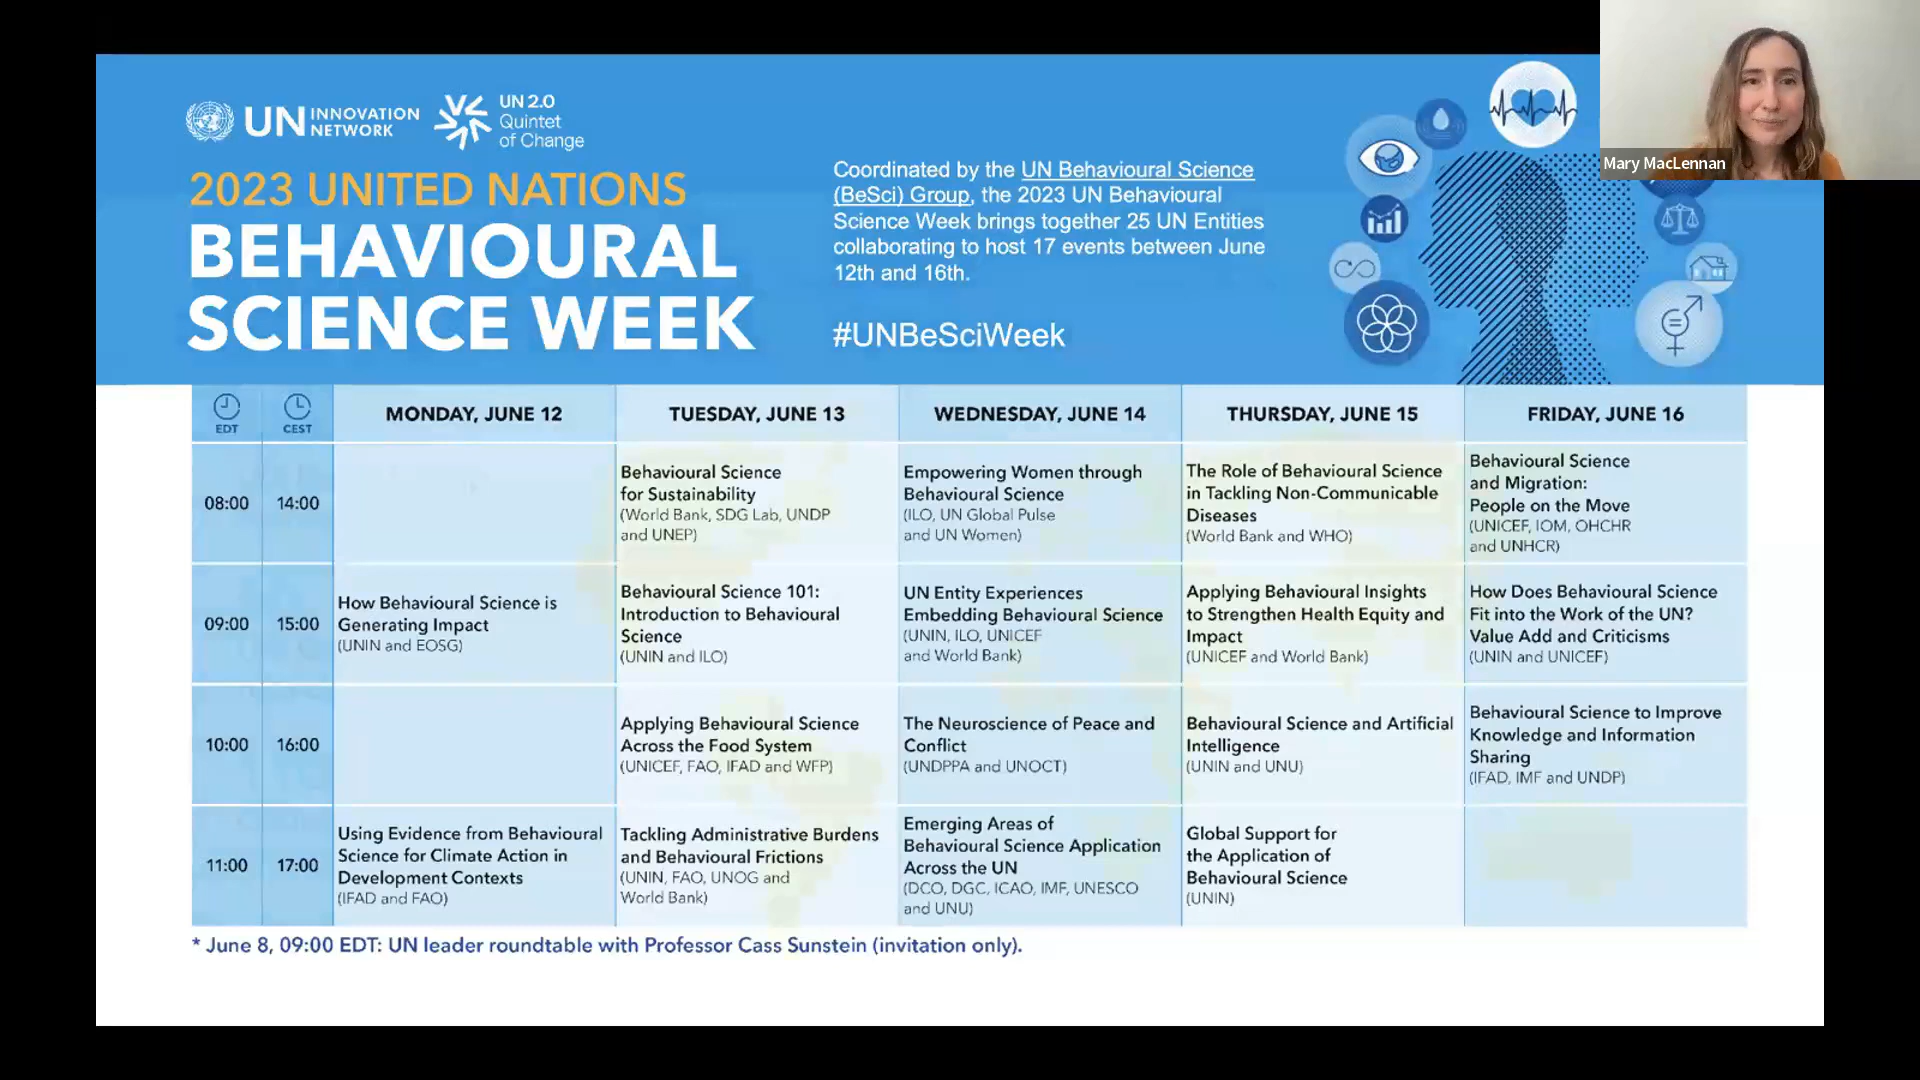 UN INNOVATION
NETWORK
UN 2.0
Quintet
of Change
2023 UNITED NATIONS
BEHAVIOURAL
SCIENCE WEEK
Coordinated by the UN Behavioural Science
(BeSci) Group, the 2023 UN Behavioural
Science Week brings together 25 UN Entities
collaborating to host 17 events between June
12th and 16th.
#UNBeSciWeek
Mary MacLennan
EDT
CEST
MONDAY, JUNE 12
TUESDAY, JUNE 13
WEDNESDAY, JUNE 14
THURSDAY, JUNE 15
FRIDAY, JUNE 16
08:00
14:00
Behavioural Science
for Sustainability
(World Bank, SDG Lab, UNDP
and UNEP)
Empowering Women through
Behavioural Science
(ILO, UN Global Pulse
and UN Women)
The Role of Behavioural Science
in Tackling Non-Communicable
Diseases
(World Bank and WHO)
Behavioural Science
and Migration:
People on the Move
(UNICEF, IOM, OHCHR
and UNHCR)
09:00
15:00
How Behavioural Science is
Generating Impact
(UNIN and EOSG)
Behavioural Science 101:
Introduction to Behavioural
Science
(UNIN and ILO)
UN Entity Experiences
Embedding Behavioural Science
(UNIN, ILO, UNICEF
and World Bank)
Applying Behavioural Insights
to Strengthen Health Equity and
Impact
(UNICEF and World Bank)
How Does Behavioural Science
Fit into the Work of the UN?
Value Add and Criticisms
(UNIN and UNICEF)
10:00
16:00
Applying Behavioural Science
Across the Food System
(UNICEF, FAO, IFAD and WFP)
The Neuroscience of Peace and
Conflict
(UNDPPA and UNOCT)
Behavioural Science and Artificial
Intelligence
(UNIN and UNU)
Behavioural Science to Improve
Knowledge and Information
Sharing
(IFAD, IMF and UNDP)
11:00
17:00
Using Evidence from Behavioural
Science for Climate Action in
Development Contexts
(IFAD and FAO)
Tackling Administrative Burdens
and Behavioural Frictions
(UNIN, FAO, UNOG and
World Bank)
Emerging Areas of
Behavioural Science Application
Across the UN
(DCO, DGC, ICAO, IMF, UNESCO
and UNU)
Global Support for
the Application of
Behavioural Science
(UNIN)
* June 8, 09:00 EDT: UN leader roundtable with Professor Cass Sunstein (invitation only).